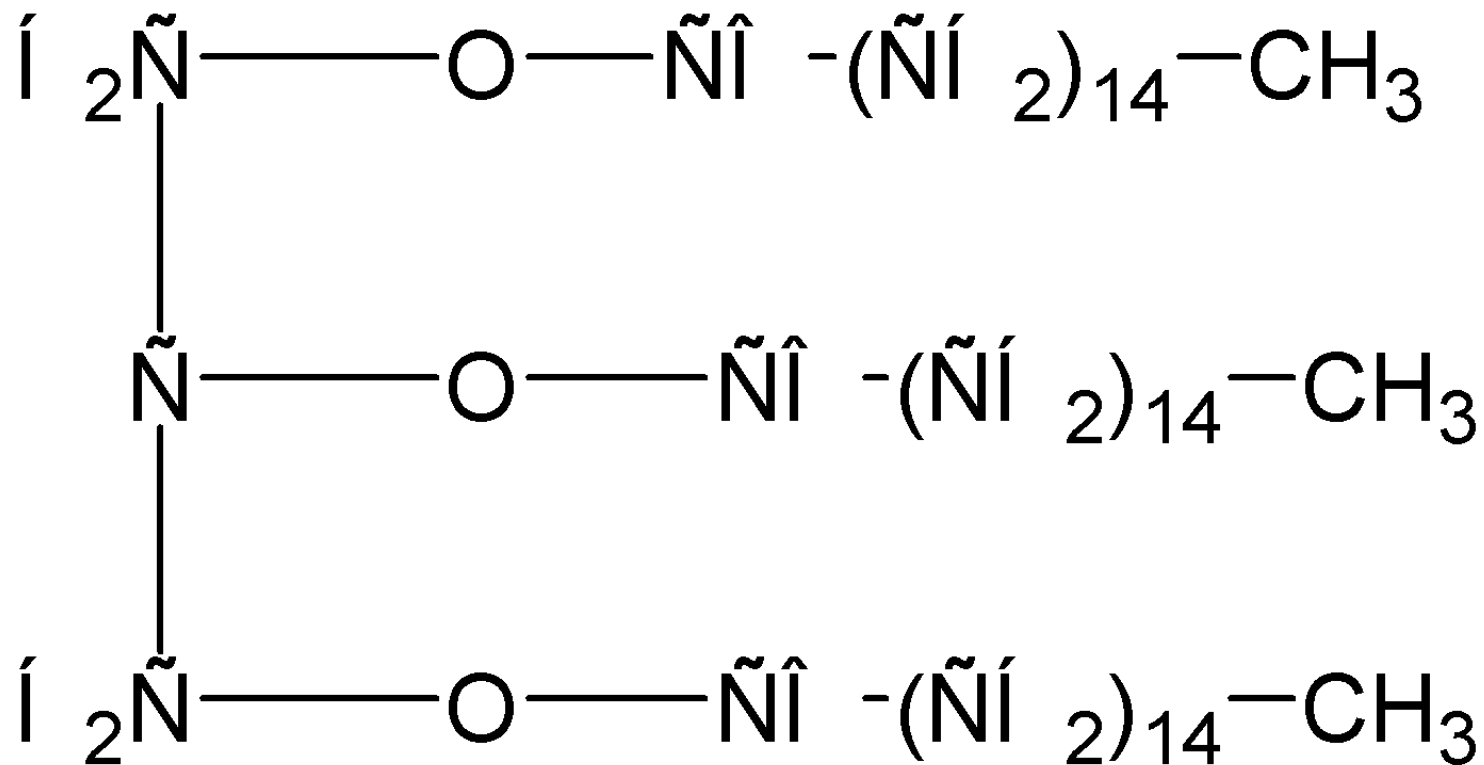 Í 2Ñ—O—ÑÎ -(ÑÍ 2)14—CH3
Ñ—O—ÑÎ -(ÑÍ 2)14—CH3
Í 2Ñ—O—ÑÎ -(ÑÍ 2)14—CH3